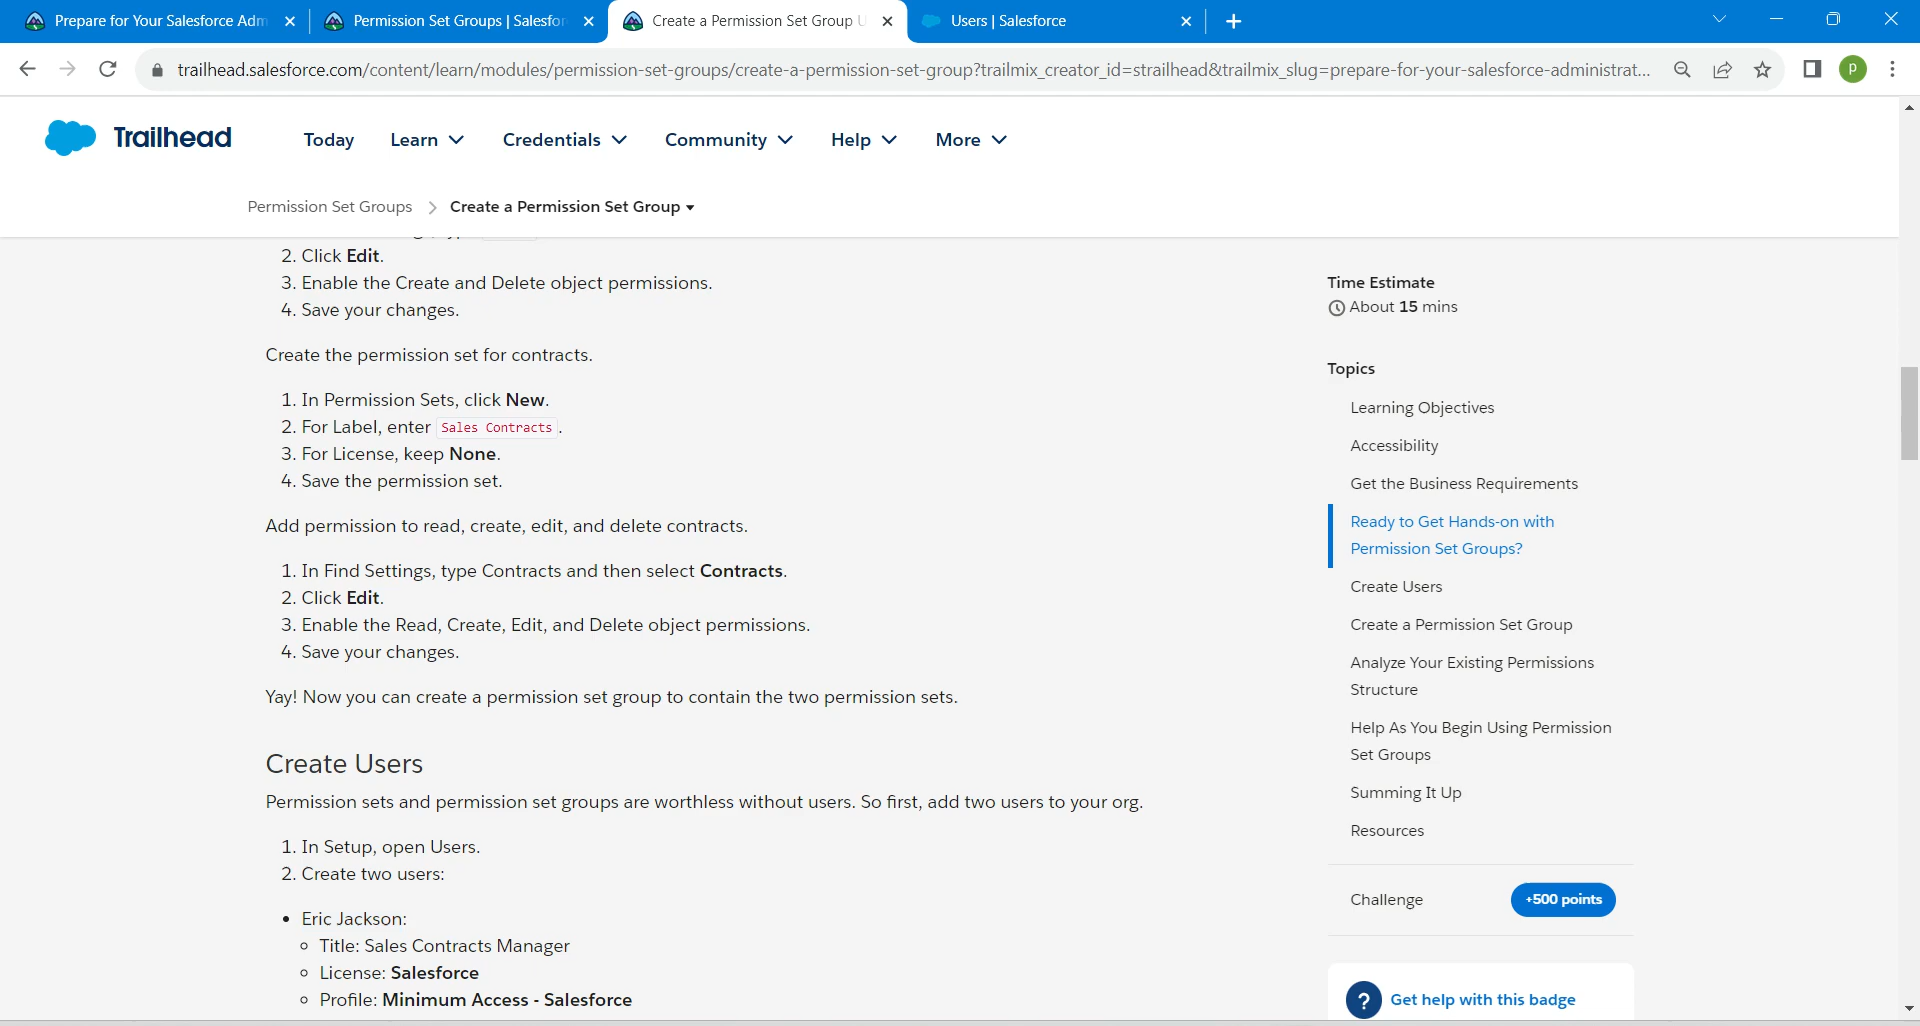 Prepare for Your Salesforce Adm
Permission Set Groups | Salesfor
Create a Permission Set Group U
Users | Salesforce
trailhead.salesforce.com/content/learn/modules/permission-set-groups/create-a-permission-set-group?trailmix_creator_id=strailhead&trailmix_slug=prepare-for-your-salesforce-administrat...
P
Trailhead
Today
Learn
Credentials
Community
Help
More
Permission Set Groups
Create a Permission Set Group
2. Click Edit.
3. Enable the Create and Delete object permissions.
4. Save your changes.
Create the permission set for contracts.
1. In Permission Sets, click New.
2. For Label, enter Sales Contracts.
3. For License, keep None.
4. Save the permission set.
Add permission to read, create, edit, and delete contracts.
1. In Find Settings, type Contracts and then select Contracts.
2. Click Edit.
3. Enable the Read, Create, Edit, and Delete object permissions.
4. Save your changes.
Yay! Now you can create a permission set group to contain the two permission sets.
Create Users
Permission sets and permission set groups are worthless without users. So first, add two users to your org.
1. In Setup, open Users.
2. Create two users:
Eric Jackson:
Title: Sales Contracts Manager
License: Salesforce
Profile: Minimum Access - Salesforce
Time Estimate
About 15 mins
Topics
Learning Objectives
Accessibility
Get the Business Requirements
Ready to Get Hands-on with
Permission Set Groups?
Create Users
Create a Permission Set Group
Analyze Your Existing Permissions
Structure
Help As You Begin Using Permission
Set Groups
Summing It Up
Resources
Challenge
+500 points
?
Get help with this badge